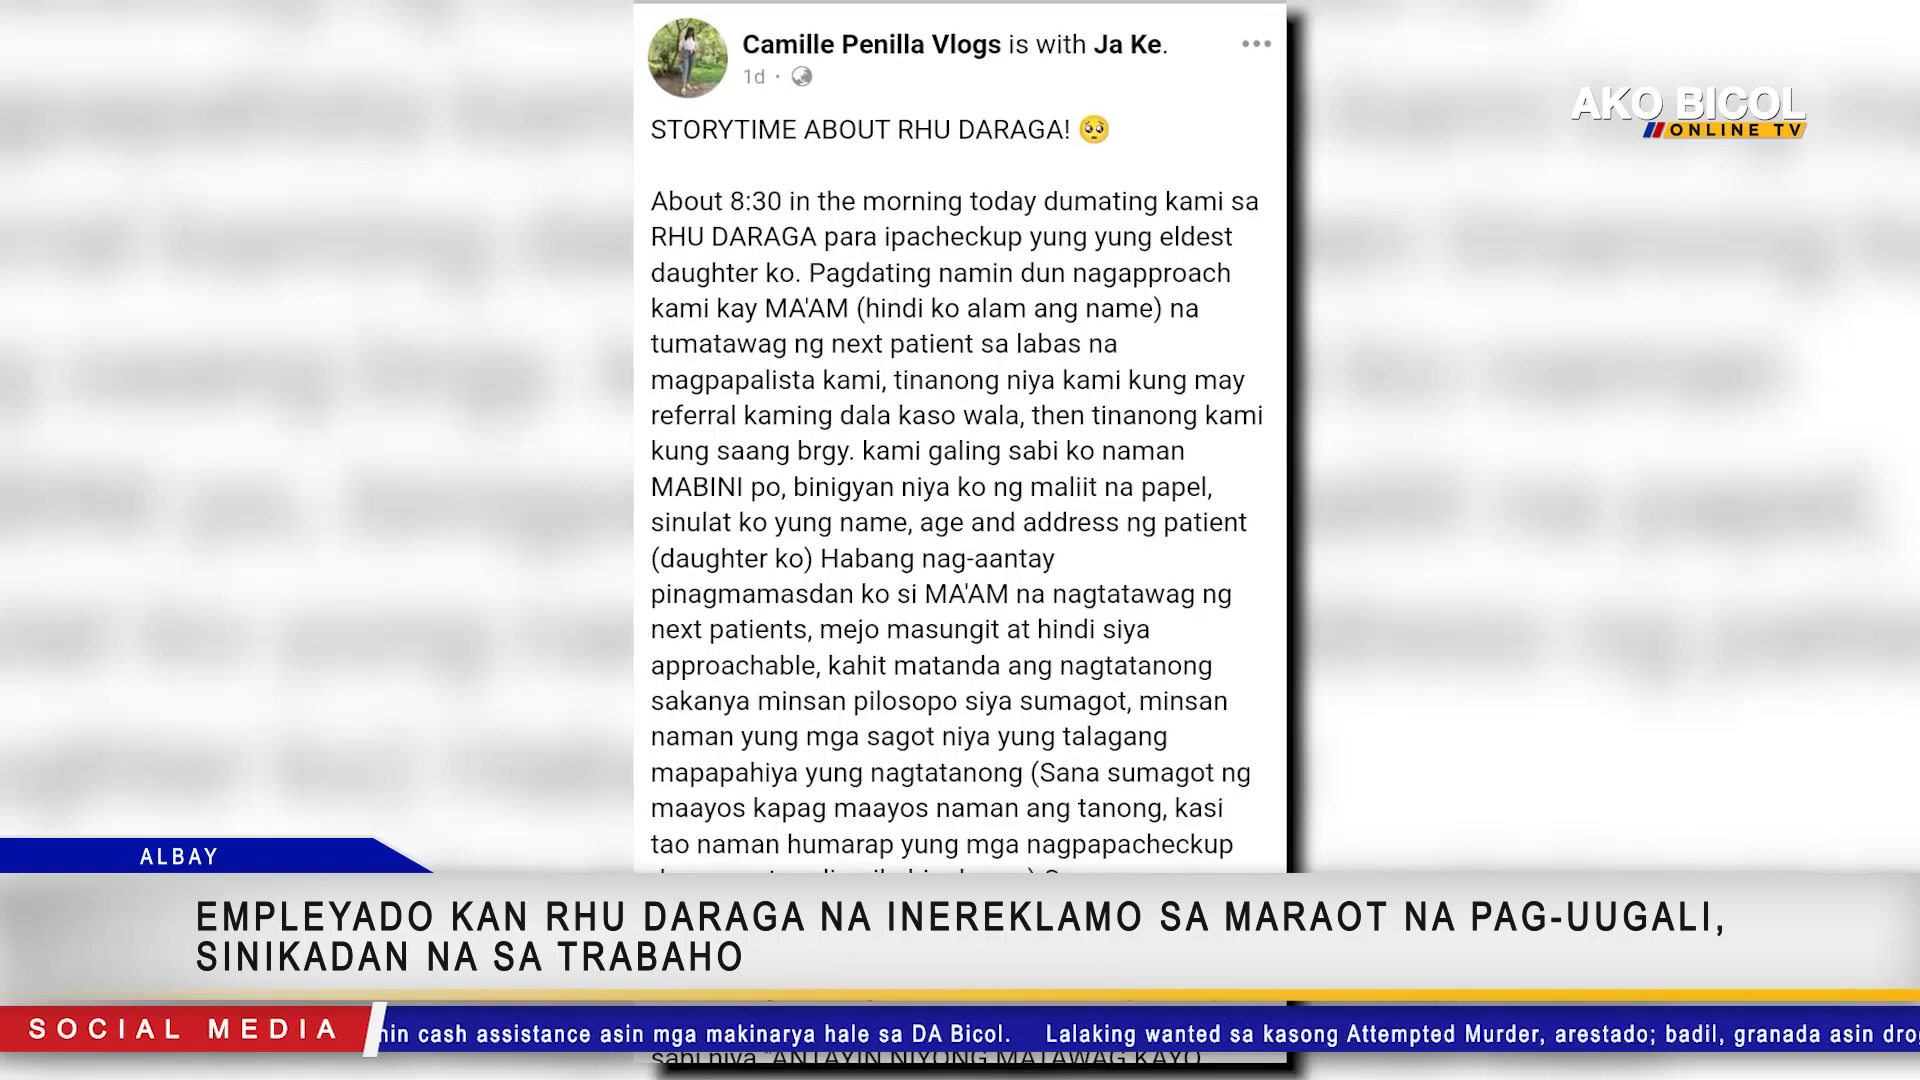 Camille Penilla Vlogs is with Ja Ke.
1d ·
STORYTIME ABOUT RHU DARAGA! 🥺
About 8:30 in the morning today dumating kami sa
RHU DARAGA para ipacheckup yung yung eldest
daughter ko. Pagdating namin dun nagapproach
kami kay MA'AM (hindi ko alam ang name) na
tumatawag ng next patient sa labas na
magpapalista kami, tinanong niya kami kung may
referral kaming dala kaso wala, then tinanong kami
kung saang brgy. kami galing sabi ko naman
MABINI po, binigyan niya ko ng maliit na papel,
sinulat ko yung name, age and address ng patient
(daughter ko) Habang nag-aantay
pinagmamasdan ko si MA'AM na nagtatawag ng
next patients, mejo masungit at hindi siya
approachable, kahit matanda ang nagtatanong
sakanya minsan pilosopo siya sumagot, minsan
naman yung mga sagot niya yung talagang
mapapahiya yung nagtatanong (Sana sumagot ng
maayos kapag maayos naman ang tanong, kasi
tao naman humarap yung mga nagpapacheckup
AKO BICOL
ONLINE TV
ALBAY
EMPLEYADO KAN RHU DARAGA NA INEREKLAMO SA MARAOT NA PAG-UUGALI,
SINIKADAN NA SA TRABAHO
SOCIAL MEDIA
cash assistance asin mga makinarya hale sa DA Bicol. Lalaking wanted sa kasong Attempted Murder, arestado; badil, granada asin
sabi niya "ANTAYIN NIYONG MATAWAG KAYO